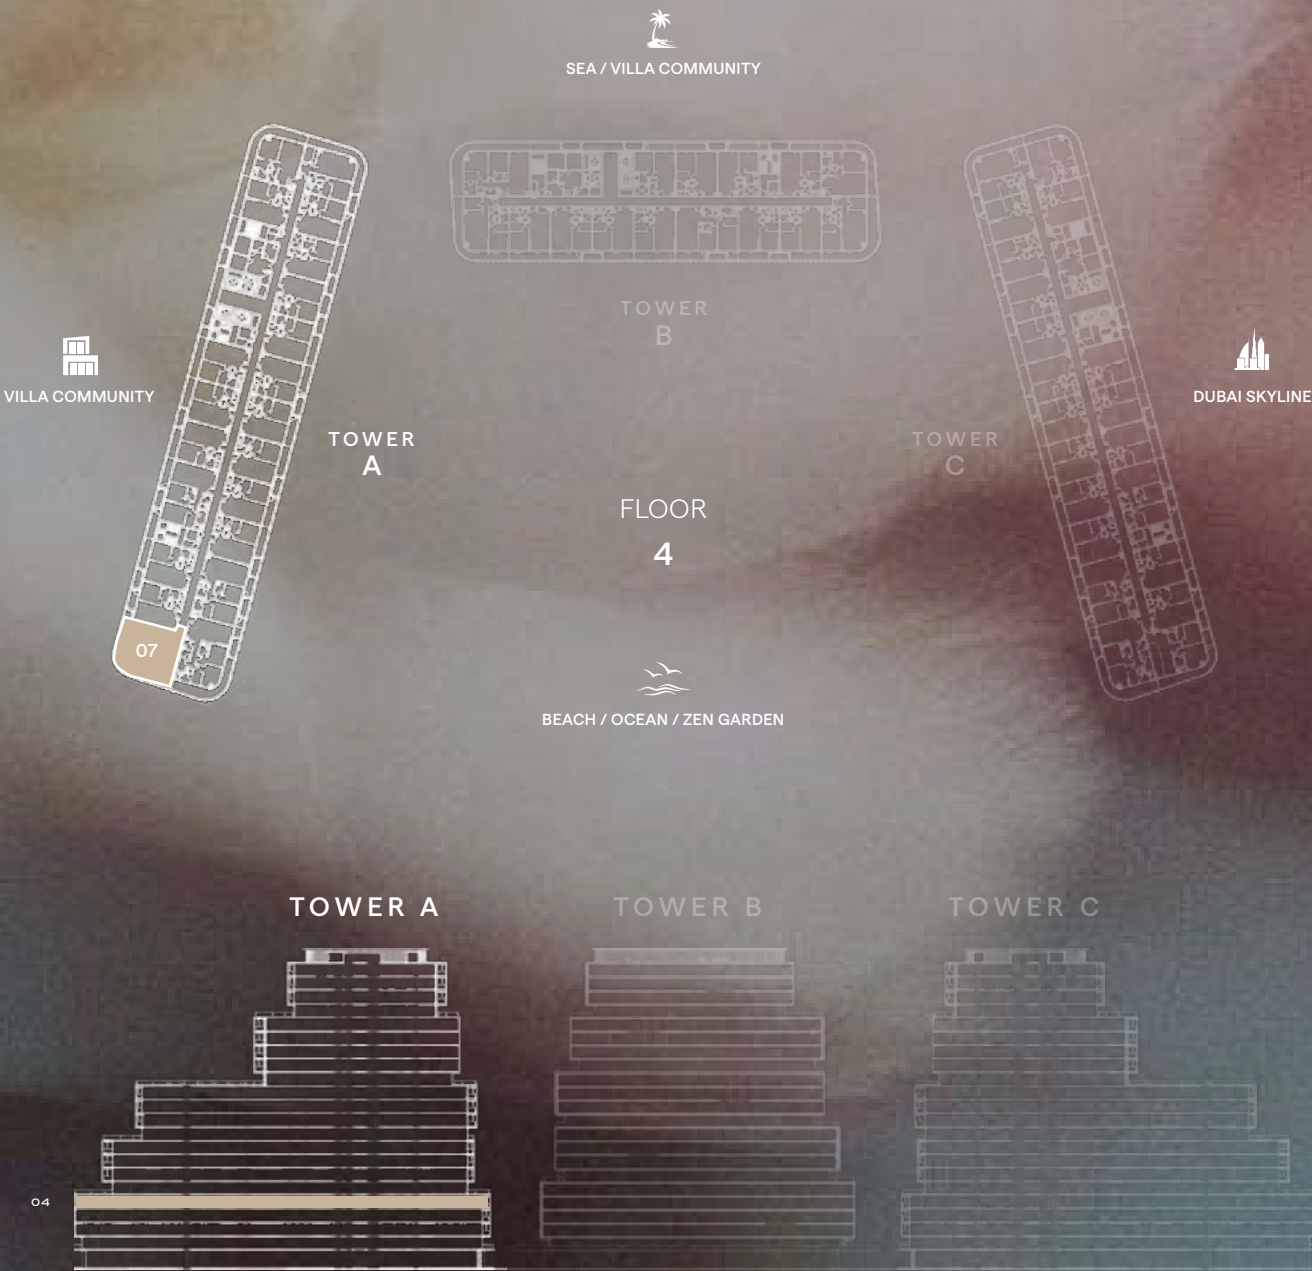 SEA / VILLA COMMUNITY
TOWER
B
VILLA COMMUNITY
DUBAI SKYLINE
TOWER
A
TOWER
C
FLOOR
4
07
BEACH / OCEAN / ZEN GARDEN
TOWER A
TOWER B
TOWER C
04